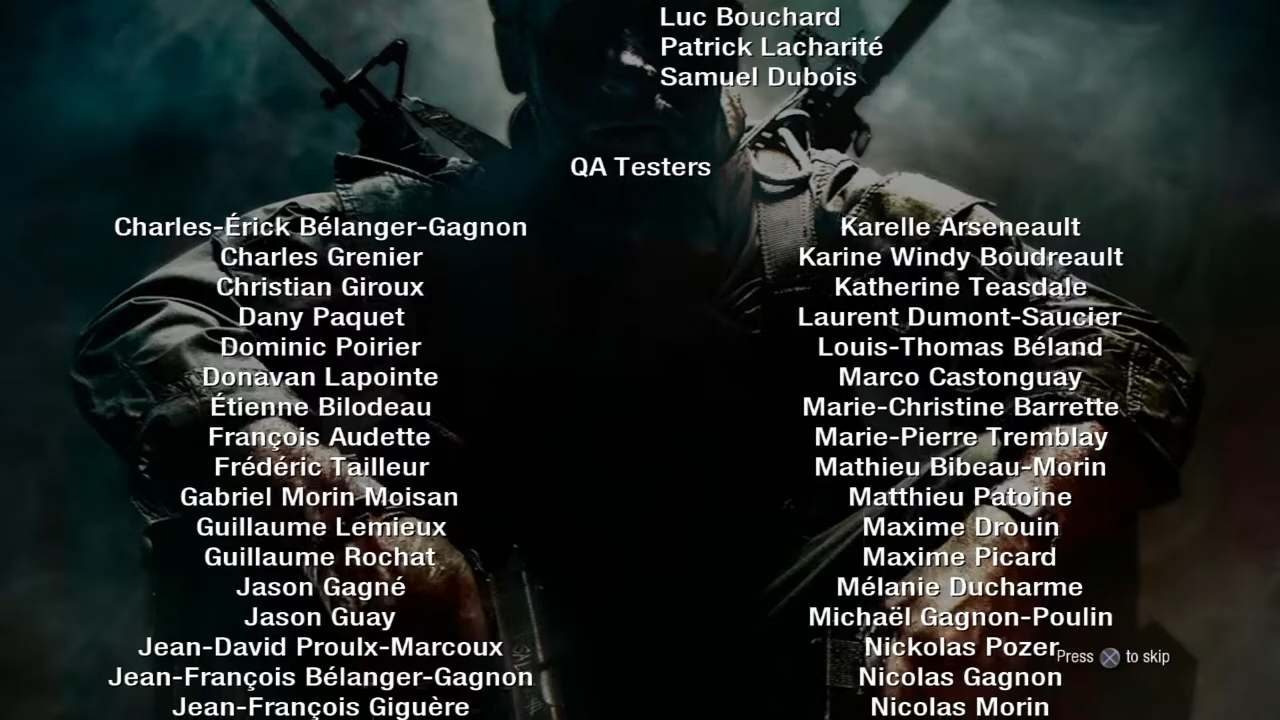 Luc Bouchard
Patrick Lacharité
Samuel Dubois
QA Testers
Charles-Érick Bélanger-Gagnon
Charles Grenier
Christian Giroux
Dany Paquet
Dominic Poirier
Donavan Lapointe
Étienne Bilodeau
François Audette
Frédéric Tailleur
Gabriel Morin Moisan
Guillaume Lemieux
Guillaume Rochat
Jason Gagné
Jason Guay
Jean-David Proulx-Marcoux
Jean-François Bélanger-Gagnon
Jean-François Giguère
Karelle Arseneault
Karine Windy Boudreault
Katherine Teasdale
Laurent Dumont-Saucier
Louis-Thomas Béland
Marco Castonguay
Marie-Christine Barrette
Marie-Pierre Tremblay
Mathieu Bibeau-Morin
Matthieu Patoine
Maxime Drouin
Maxime Picard
Mélanie Ducharme
Michaël Gagnon-Poulin
Nickolas Pozer
Nicolas Gagnon
Nicolas Morin
Press to skip